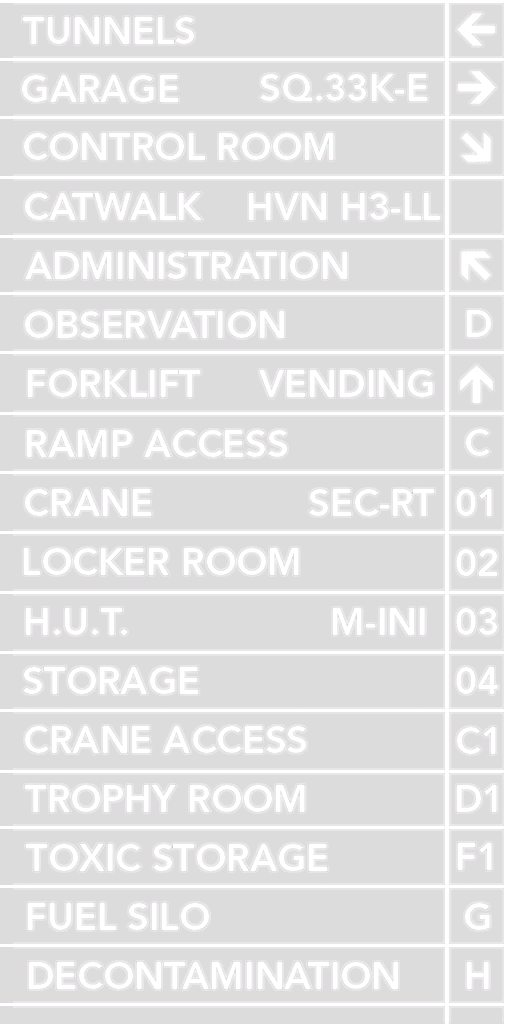 TUNNELS ←
GARAGE SQ.33K-E →
CONTROL ROOM ↘
CATWALK HVN H3-LL
ADMINISTRATION ↖
OBSERVATION D
FORKLIFT VENDING ↑
RAMP ACCESS C
CRANE SEC-RT 01
LOCKER ROOM 02
H.U.T. M-INI 03
STORAGE 04
CRANE ACCESS C1
TROPHY ROOM D1
TOXIC STORAGE F1
FUEL SILO G
DECONTAMINATION H